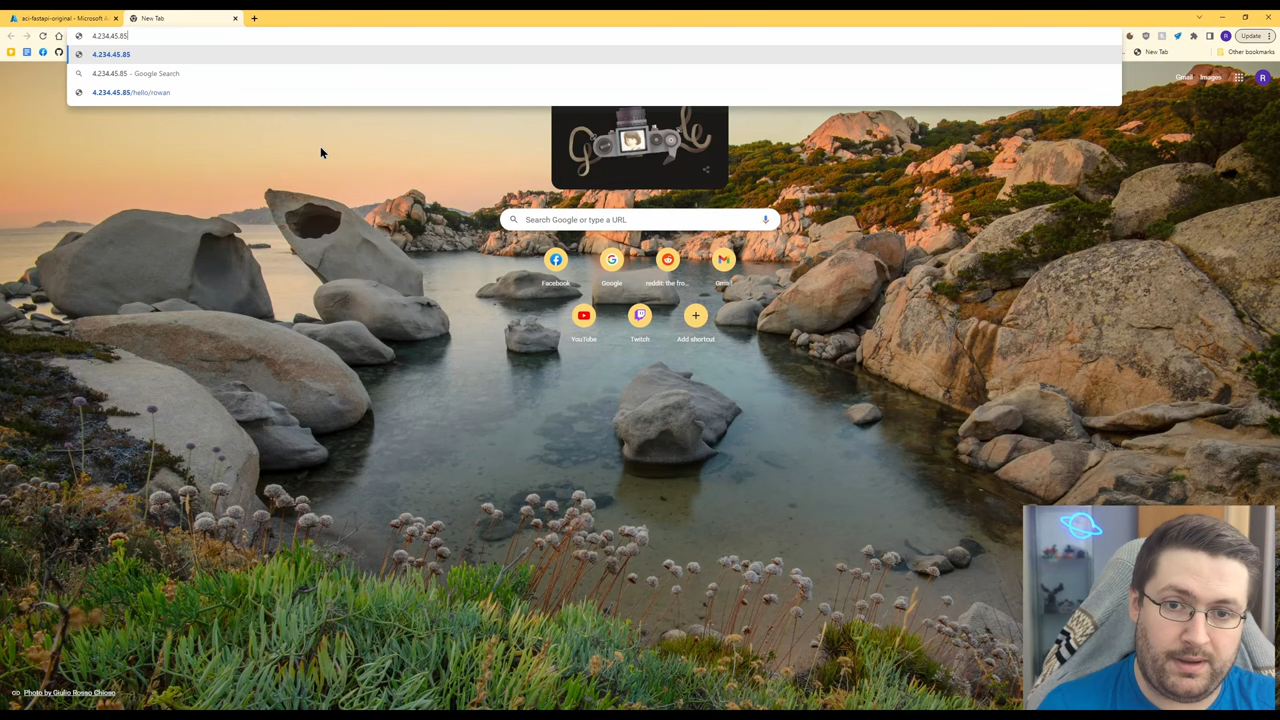 aci-fastapi-original - Microsoft A
New Tab
4.234.45.85
Update
4.234.45.85
4.234.45.85 - Google Search
4.234.45.85/hello/rowan
New Tab
Other bookmarks
Gmail
Images
R
Search Google or type a URL
Facebook
Google
reddit: the fro...
Gmail
YouTube
Twitch
Add shortcut
Photo by Giulio Rosso Chioso